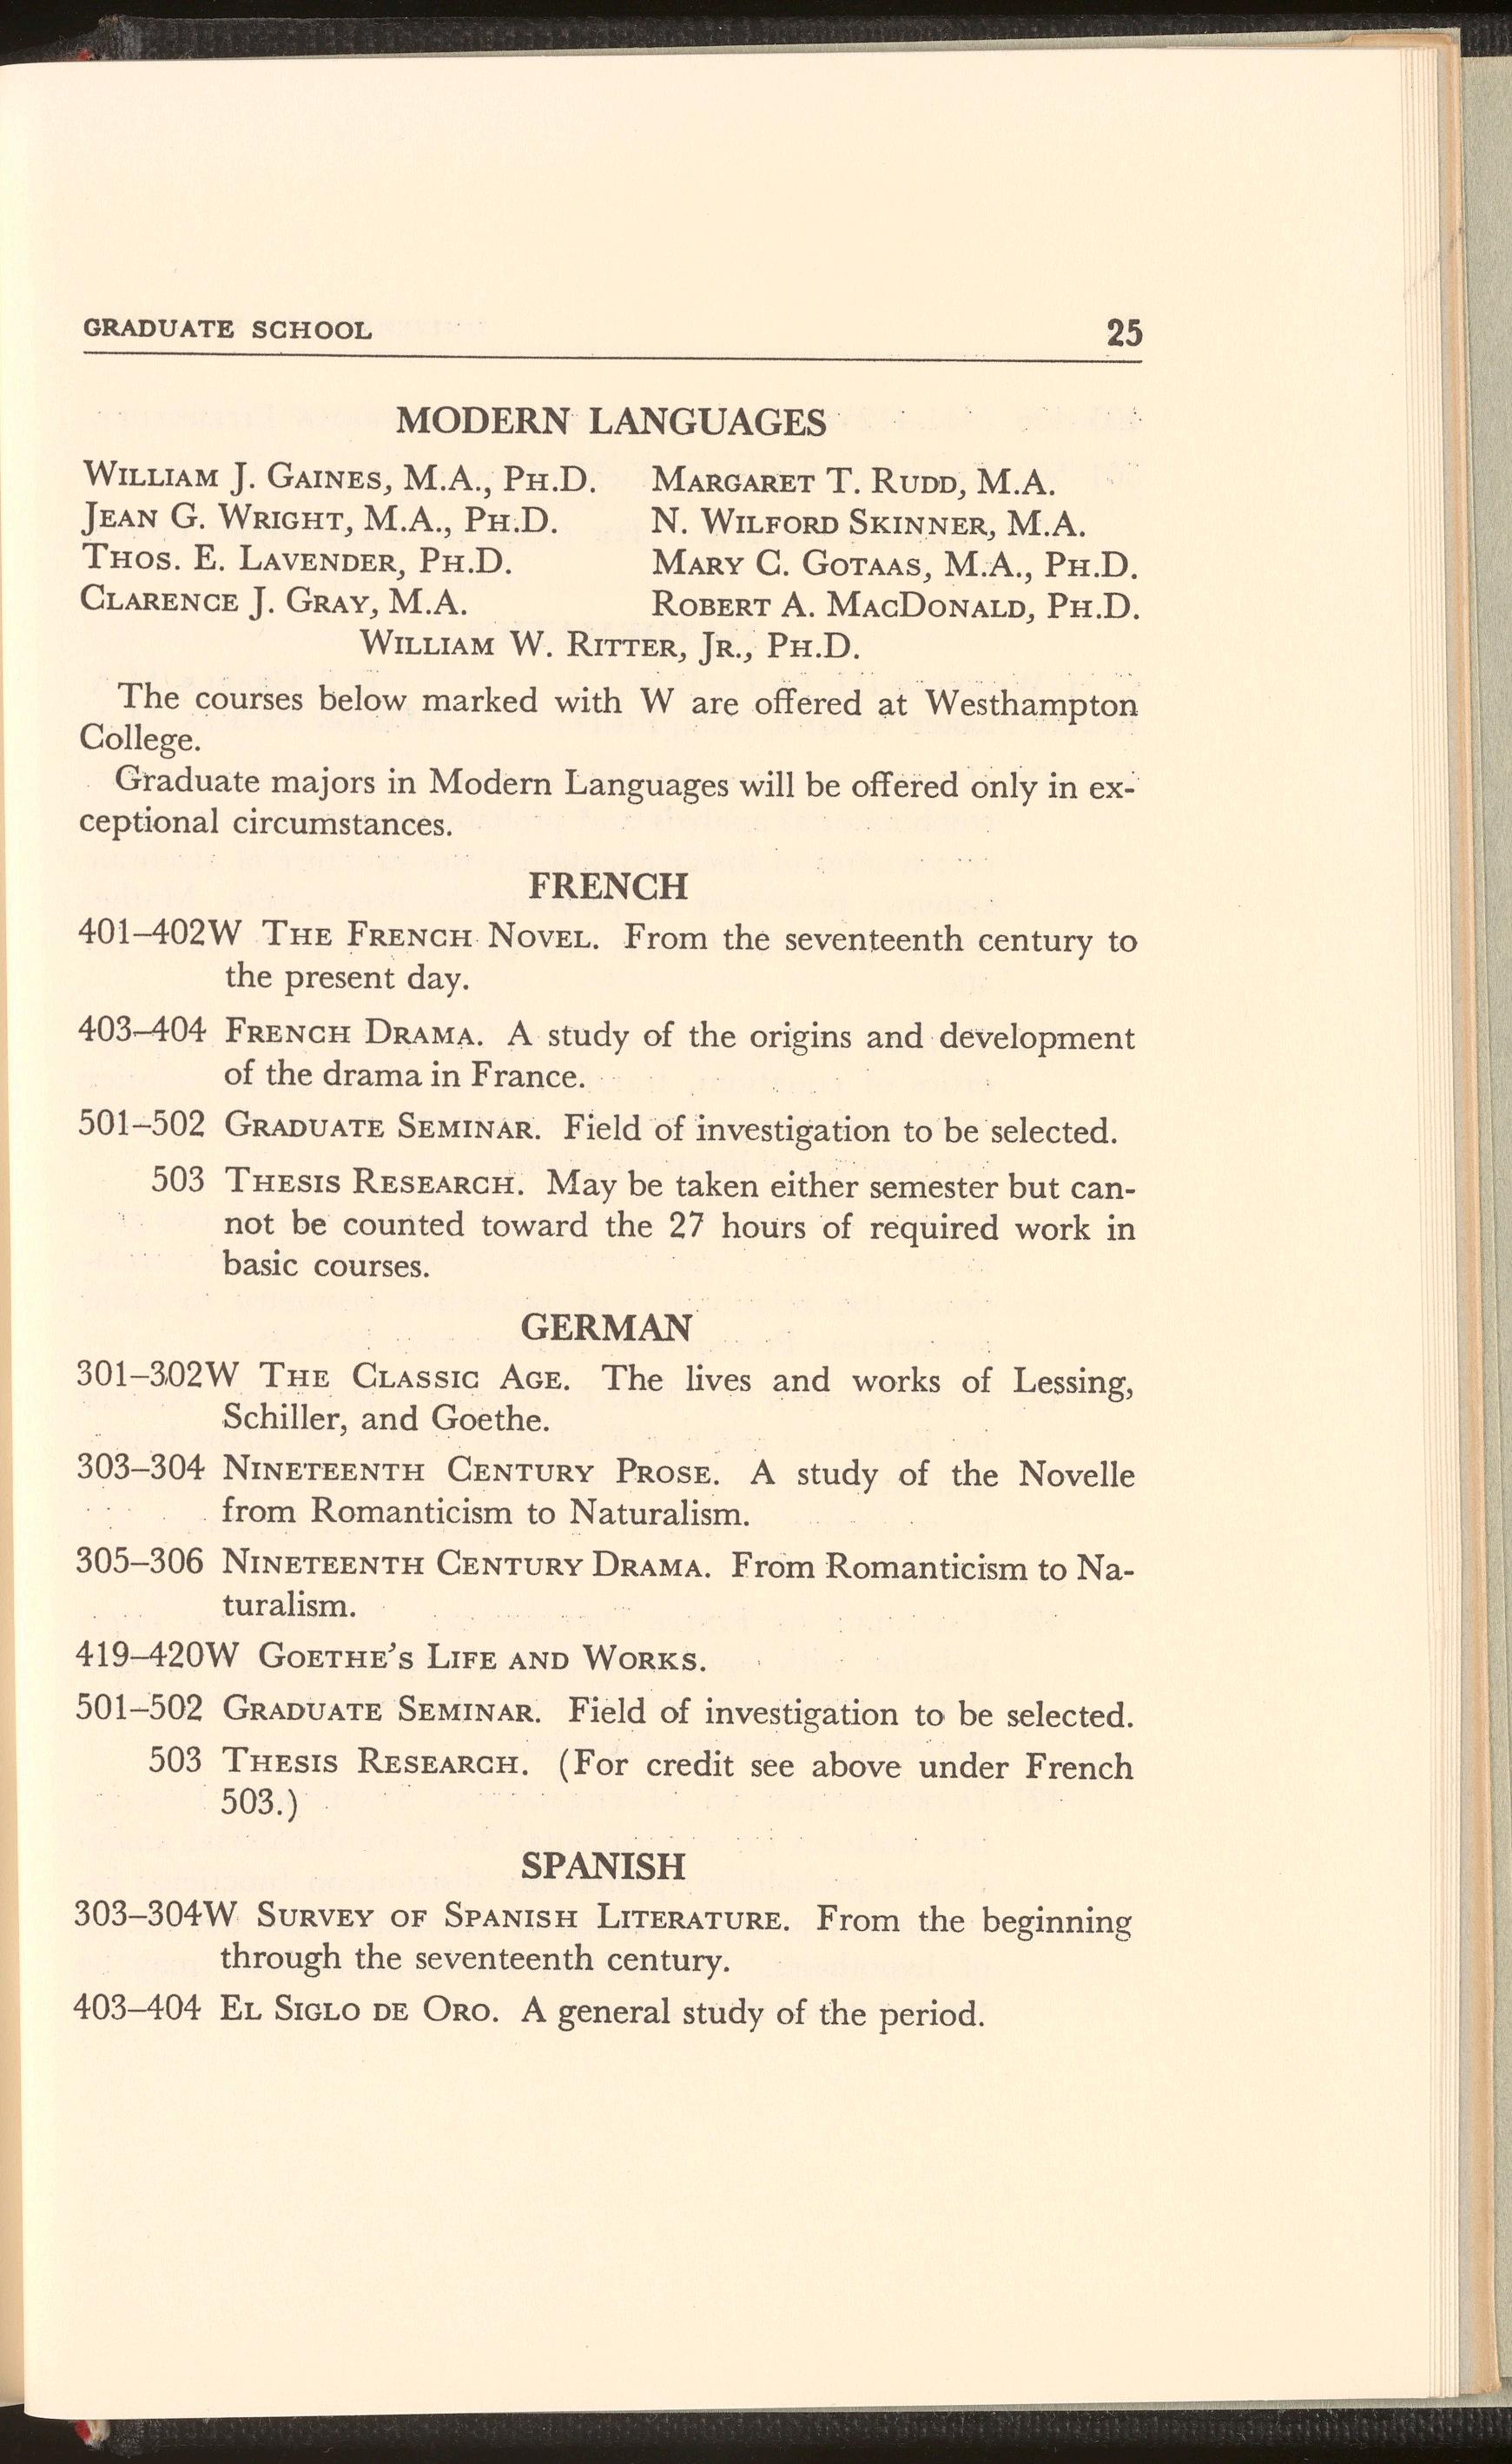 GRADUATE SCHOOL 25
MODERN LANGUAGES
WILLIAM J. GAINES, M.A., PH.D. MARGARET T. RUDD, M.A.
JEAN G. WRIGHT, M.A., PH.D. N. WILFORD SKINNER, M.A.
THOS. E. LAVENDER, PH.D. MARY C. GOTAAS, M.A., PH.D.
CLARENCE J. GRAY, M.A. ROBERT A. MACDONALD, PH.D.
WILLIAM W. RITTER, JR., PH.D.
The courses below marked with W are offered at Westhampton
College.
Graduate majors in Modern Languages will be offered only in ex-
ceptional circumstances.
FRENCH
401–402W THE FRENCH NOVEL. From the seventeenth century to
the present day.
403–404 FRENCH DRAMA. A study of the origins and development
of the drama in France.
501–502 GRADUATE SEMINAR. Field of investigation to be selected.
503 THESIS RESEARCH. May be taken either semester but can-
not be counted toward the 27 hours of required work in
basic courses.
GERMAN
301–302W THE CLASSIC AGE. The lives and works of Lessing,
Schiller, and Goethe.
303–304 NINETEENTH CENTURY PROSE. A study of the Novelle
from Romanticism to Naturalism.
305–306 NINETEENTH CENTURY DRAMA. From Romanticism to Na-
turalism.
419–420W GOETHE'S LIFE AND WORKS.
501–502 GRADUATE SEMINAR. Field of investigation to be selected.
503 THESIS RESEARCH. (For credit see above under French
503.)
SPANISH
303–304W SURVEY OF SPANISH LITERATURE. From the beginning
through the seventeenth century.
403–404 EL SIGLO DE ORO. A general study of the period.